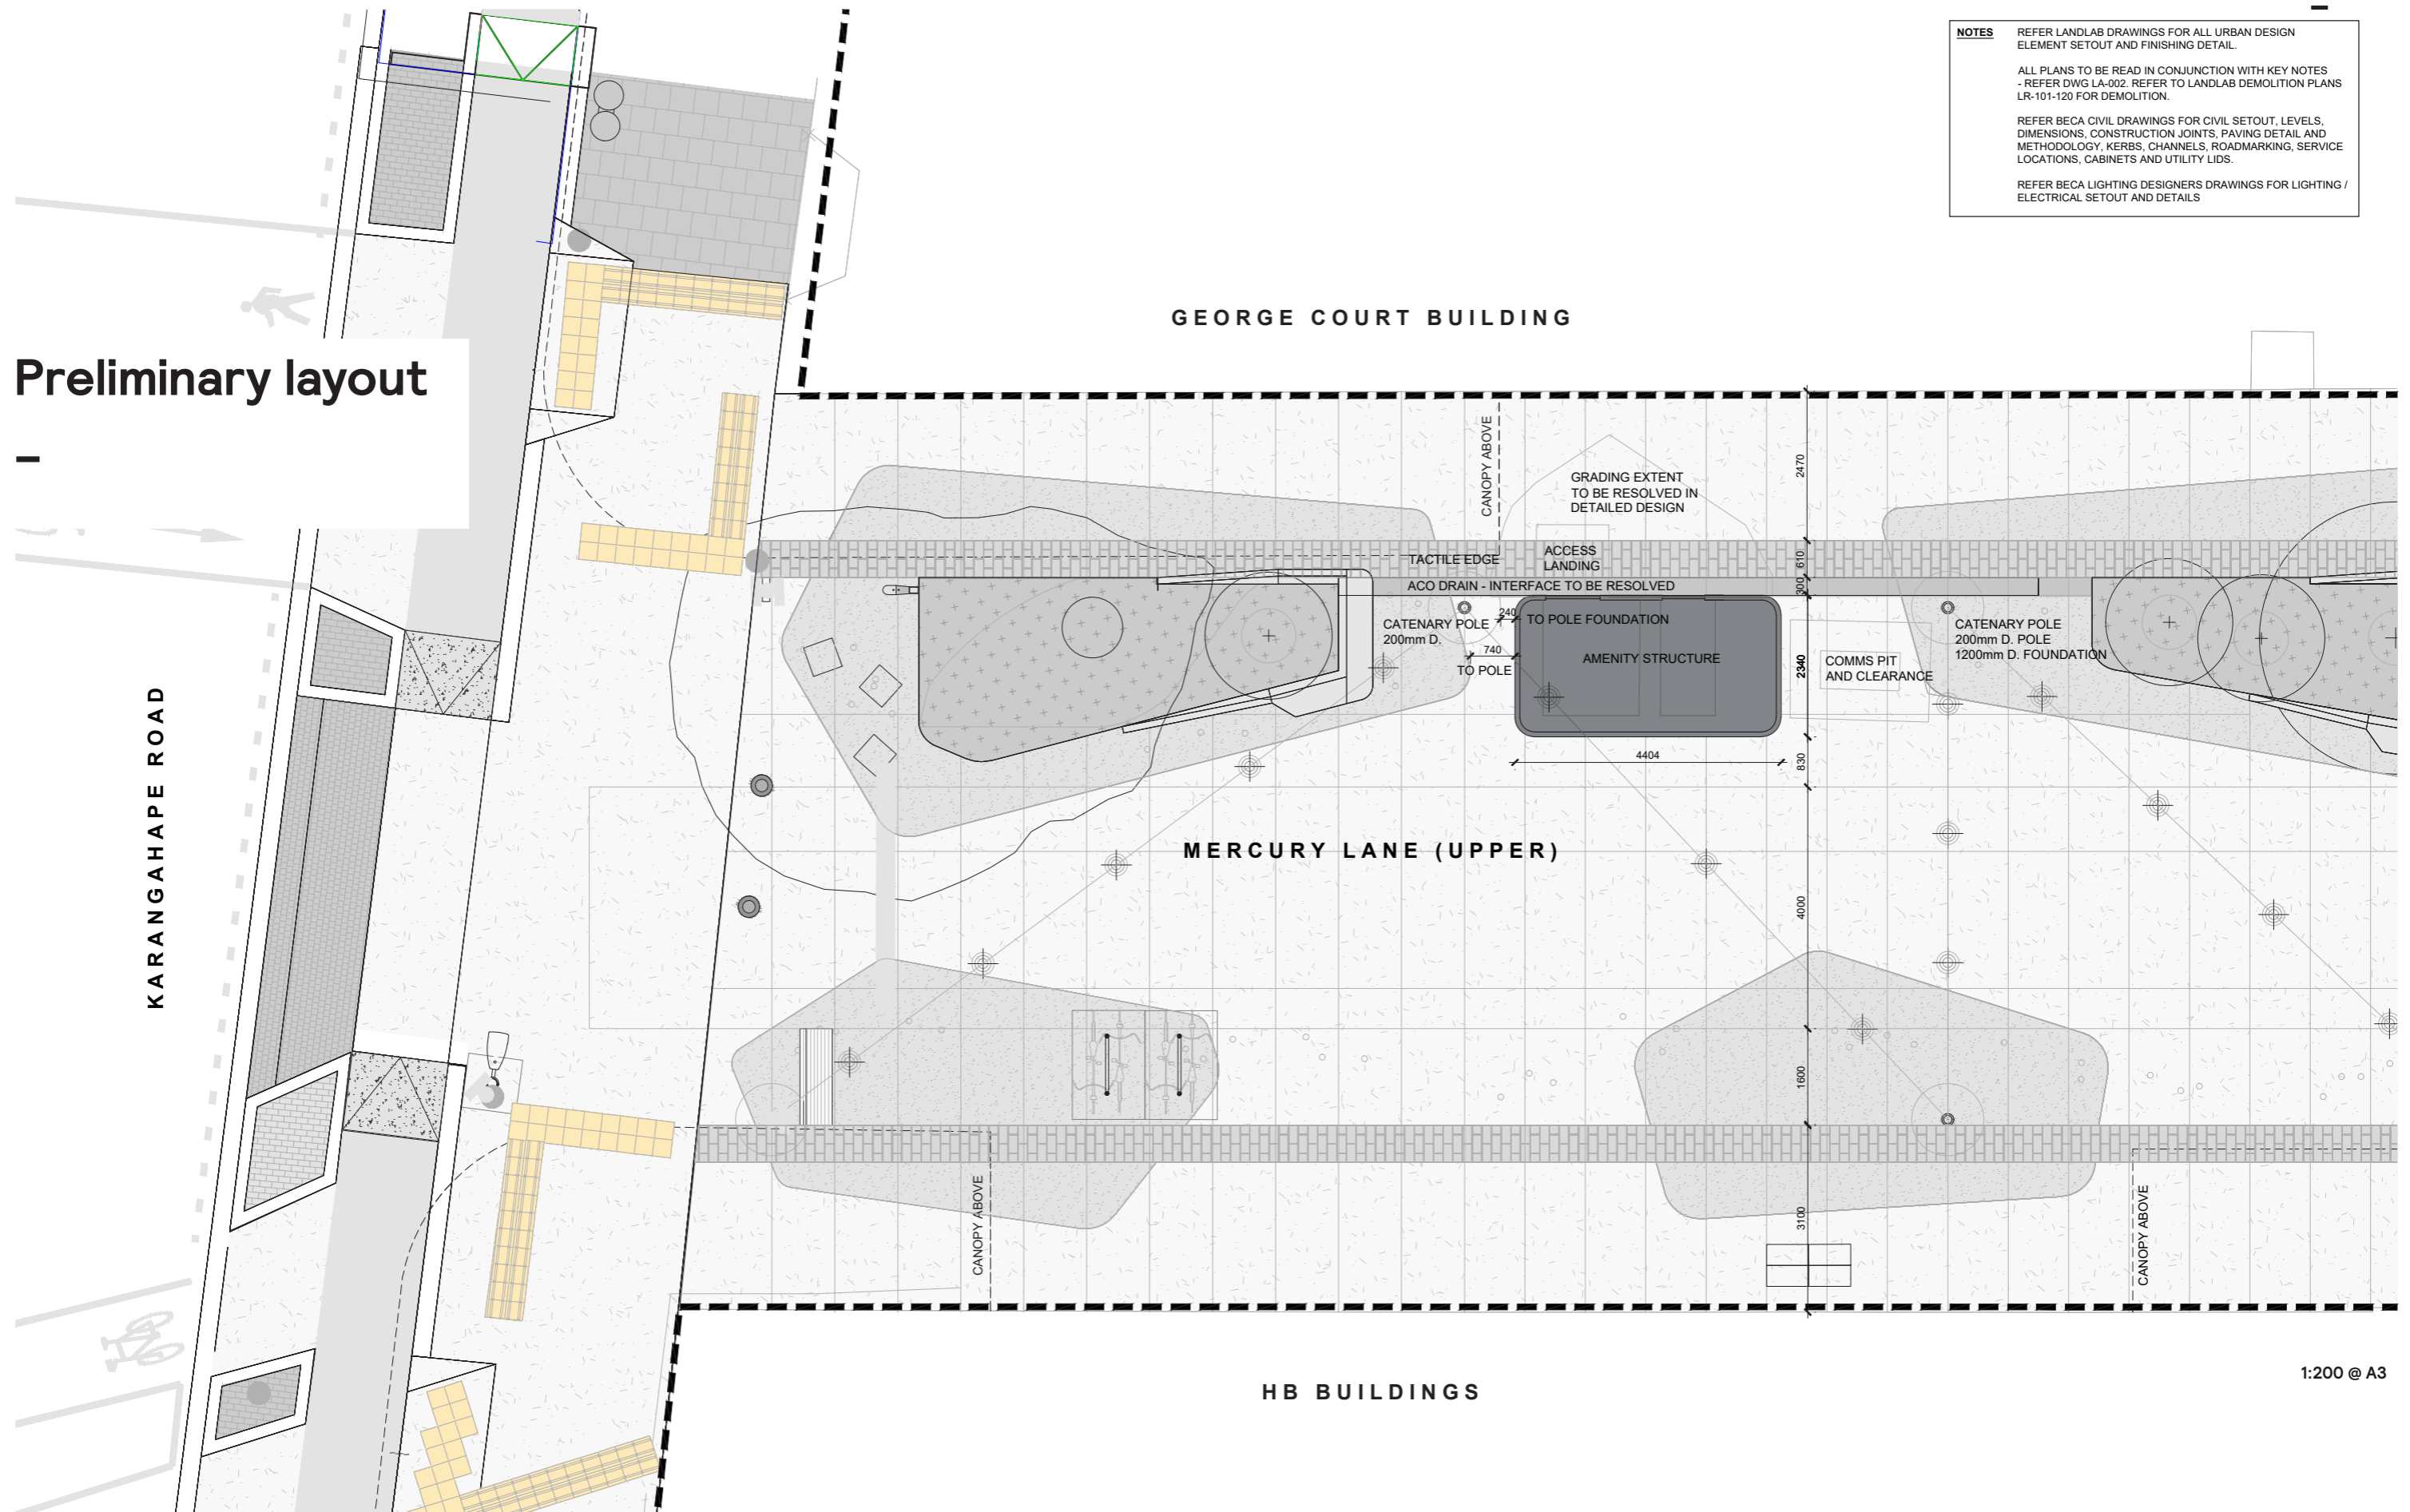 NOTES REFER LANDLAB DRAWINGS FOR ALL URBAN DESIGN
ELEMENT SETOUT AND FINISHING DETAIL.
ALL PLANS TO BE READ IN CONJUNCTION WITH KEY NOTES
- REFER DWG LA-002. REFER TO LANDLAB DEMOLITION PLANS
LR-101-120 FOR DEMOLITION.
REFER BECA CIVIL DRAWINGS FOR CIVIL SETOUT, LEVELS,
DIMENSIONS, CONSTRUCTION JOINTS, PAVING DETAIL AND
METHODOLOGY, KERBS, CHANNELS, ROADMARKING, SERVICE
LOCATIONS, CABINETS AND UTILITY LIDS.
REFER BECA LIGHTING DESIGNERS DRAWINGS FOR LIGHTING /
ELECTRICAL SETOUT AND DETAILS
GEORGE COURT BUILDING
Preliminary layout
–
CANOPY ABOVE
GRADING EXTENT
TO BE RESOLVED IN
DETAILED DESIGN
2470
TACTILE EDGE
ACCESS
LANDING
610
ACO DRAIN - INTERFACE TO BE RESOLVED
300
CATENARY POLE
200mm D.
240
TO POLE FOUNDATION
740
TO POLE
AMENITY STRUCTURE
2340
COMMS PIT
AND CLEARANCE
CATENARY POLE
200mm D. POLE
1200mm D. FOUNDATION
4404
830
KARANGAHAPE ROAD
MERCURY LANE (UPPER)
4000
1600
3100
CANOPY ABOVE
CANOPY ABOVE
HB BUILDINGS
1:200 @ A3